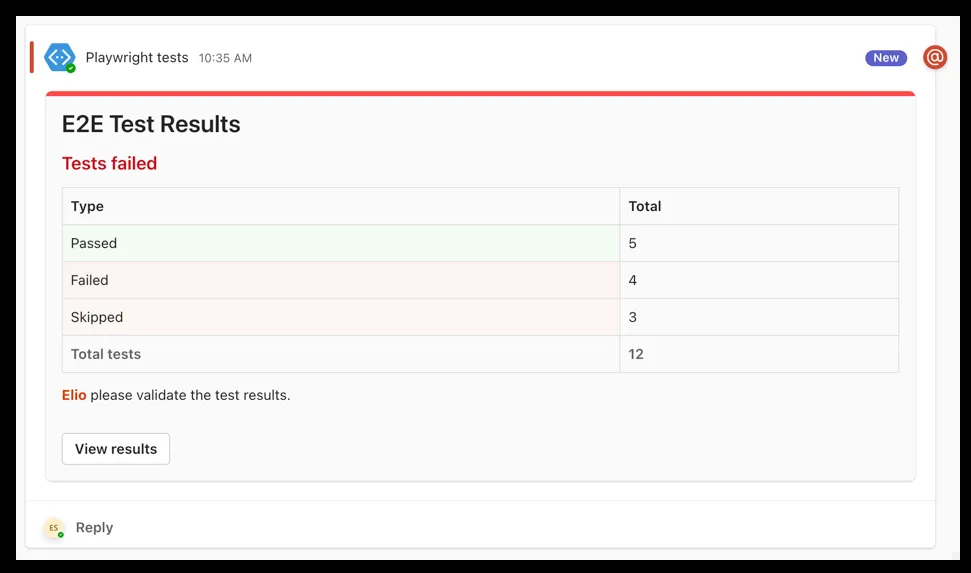 Playwright tests 10:35 AM New @
E2E Test Results
Tests failed
Type Total
Passed 5
Failed 4
Skipped 3
Total tests 12
Elio please validate the test results.
View results
ES Reply